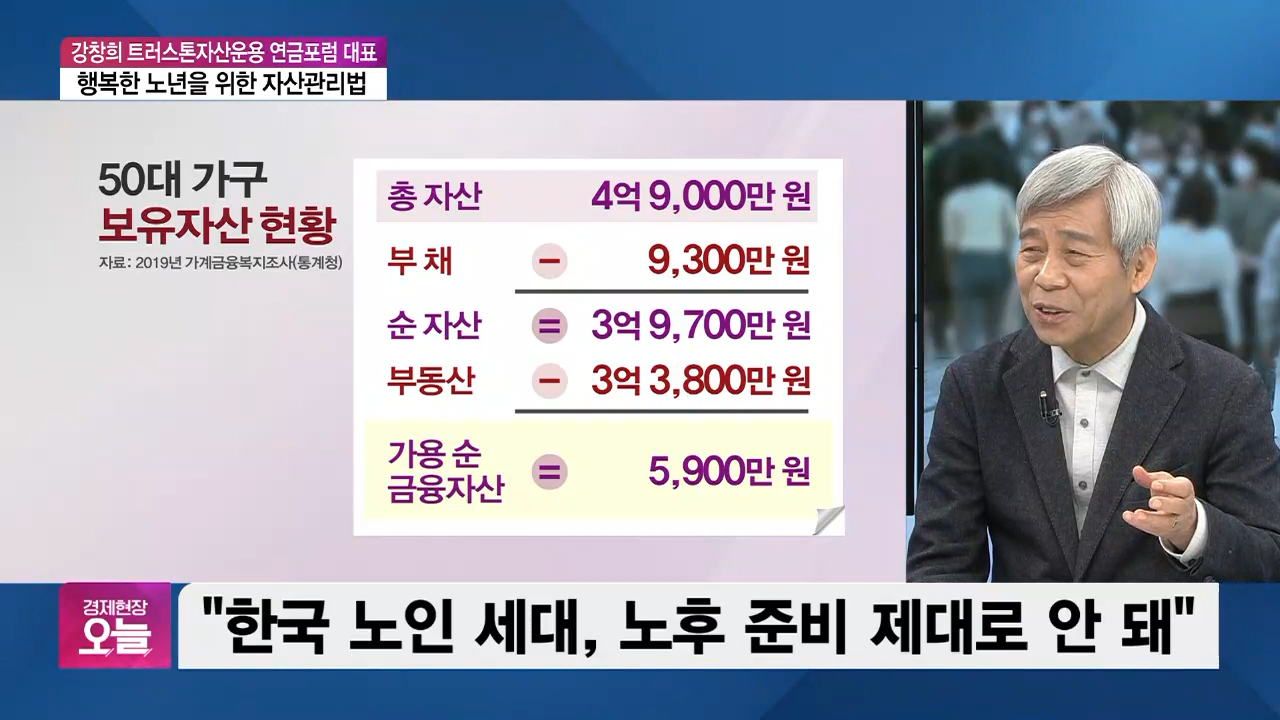 강창희 트러스톤자산운용 연금포럼 대표
행복한 노년을 위한 자산관리법
50대 가구
보유자산 현황
자료: 2019년 가계금융복지조사(통계청)
총 자산 4억 9,000만 원
부 채 − 9,300만 원
순 자산 = 3억 9,700만 원
부동산 − 3억 3,800만 원
가용 순
금융자산 = 5,900만 원
경제현장
오늘
"한국 노인 세대, 노후 준비 제대로 안 돼"